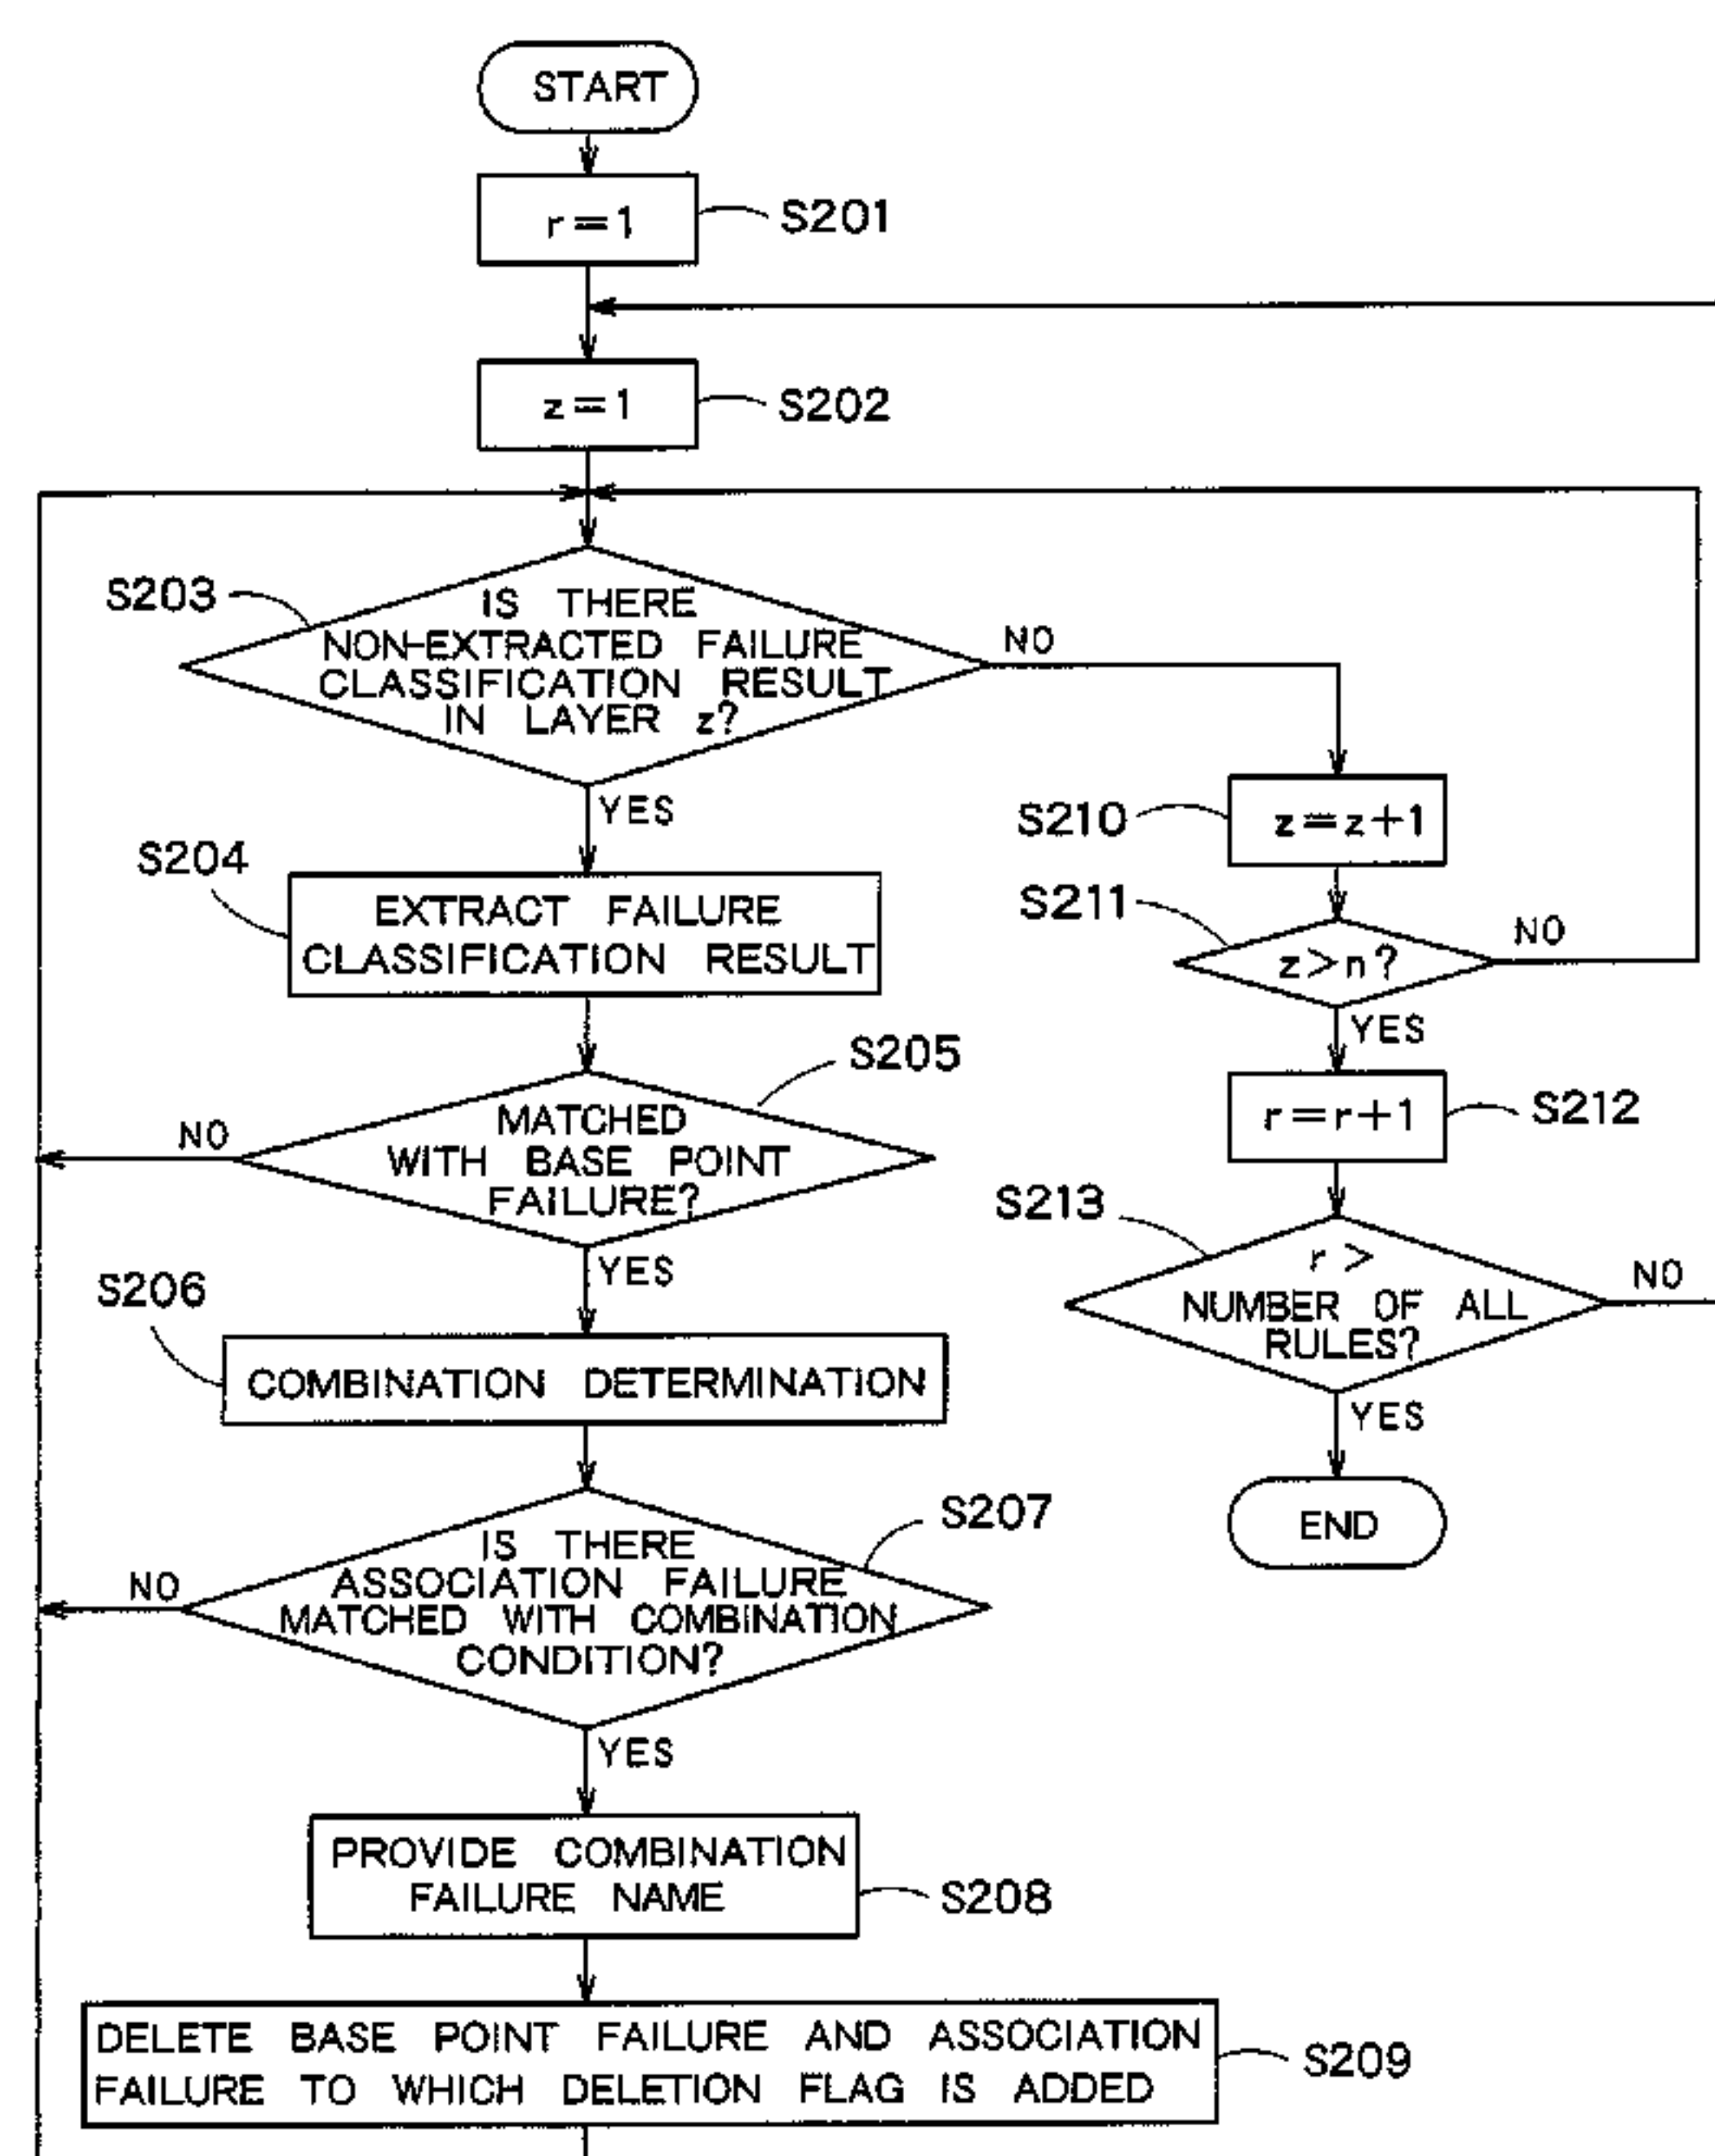 START
r=1
S201
z=1
S202
S203
IS THERE
NON-EXTRACTED FAILURE
CLASSIFICATION RESULT
IN LAYER z?
NO
YES
S204
EXTRACT FAILURE
CLASSIFICATION RESULT
S205
MATCHED
WITH BASE POINT
FAILURE?
NO
YES
S206
COMBINATION DETERMINATION
S207
IS THERE
ASSOCIATION FAILURE
MATCHED WITH COMBINATION
CONDITION?
NO
YES
PROVIDE COMBINATION
FAILURE NAME
S208
DELETE BASE POINT FAILURE AND ASSOCIATION
FAILURE TO WHICH DELETION FLAG IS ADDED
S209
S210
z=z+1
S211
z>n?
NO
YES
r=r+1
S212
S213
r>
NUMBER OF ALL
RULES?
NO
YES
END